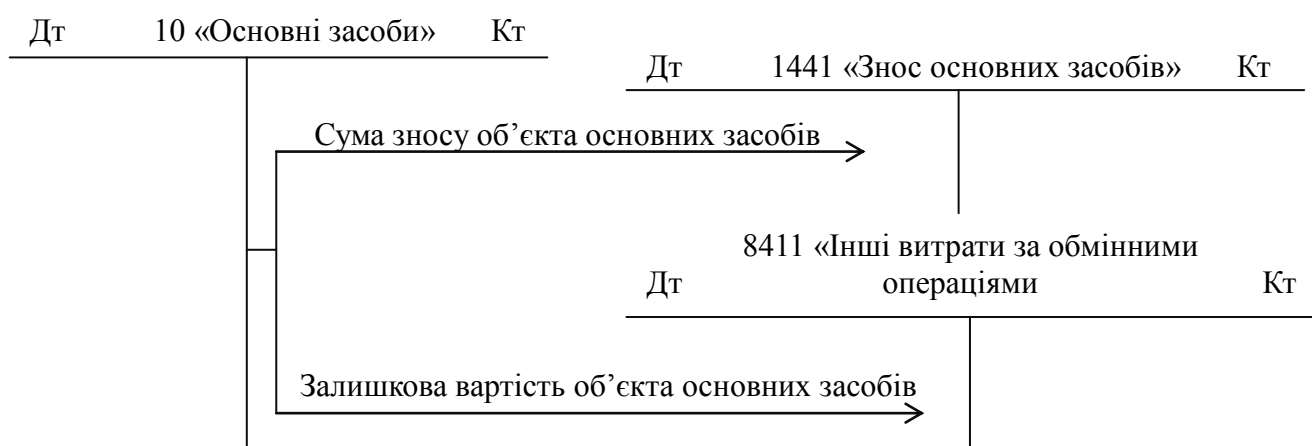 Дт 10 «Основні засоби» Кт
Дт 1441 «Знос основних засобів» Кт
Сума зносу об’єкта основних засобів
8411 «Інші витрати за обмінними
Дт операціями Кт
Залишкова вартість об’єкта основних засобів